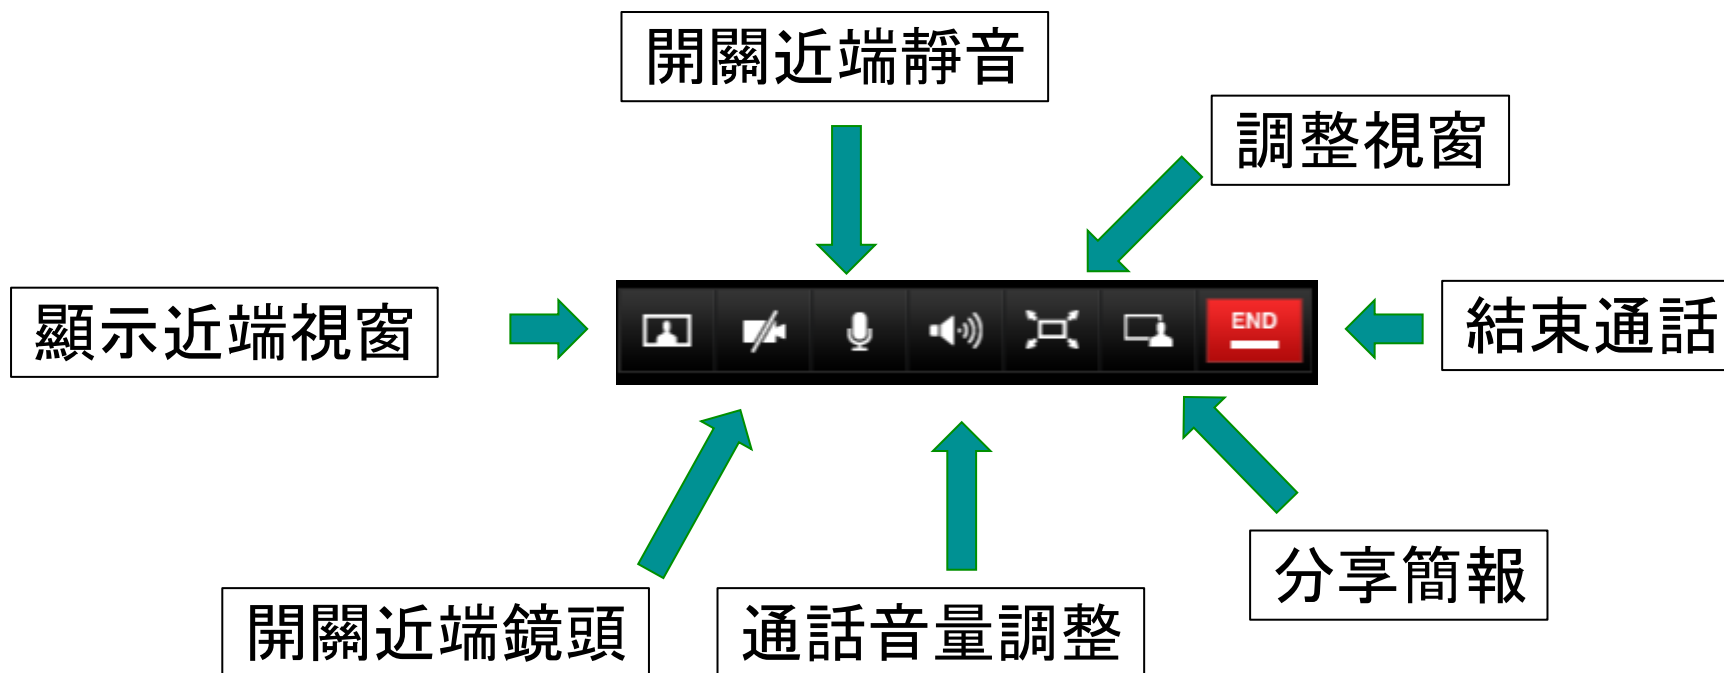 開關近端靜音
調整視窗
顯示近端視窗
END
結束通話
分享簡報
開關近端鏡頭
通話音量調整